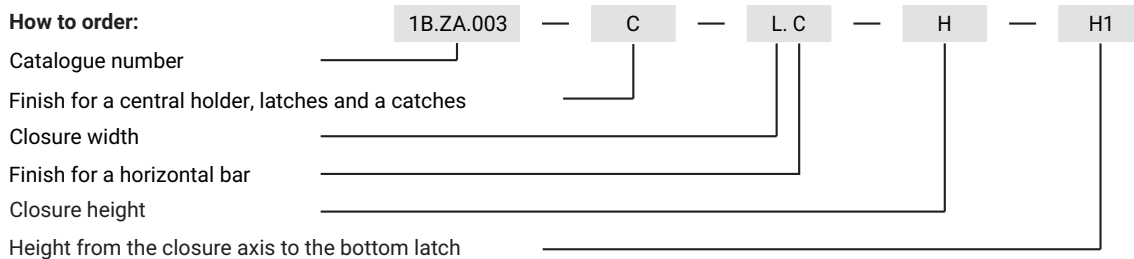 How to order: 1B.ZA.003 — C — L. C — H — H1
Catalogue number
Finish for a central holder, latches and a catches
Closure width
Finish for a horizontal bar
Closure height
Height from the closure axis to the bottom latch